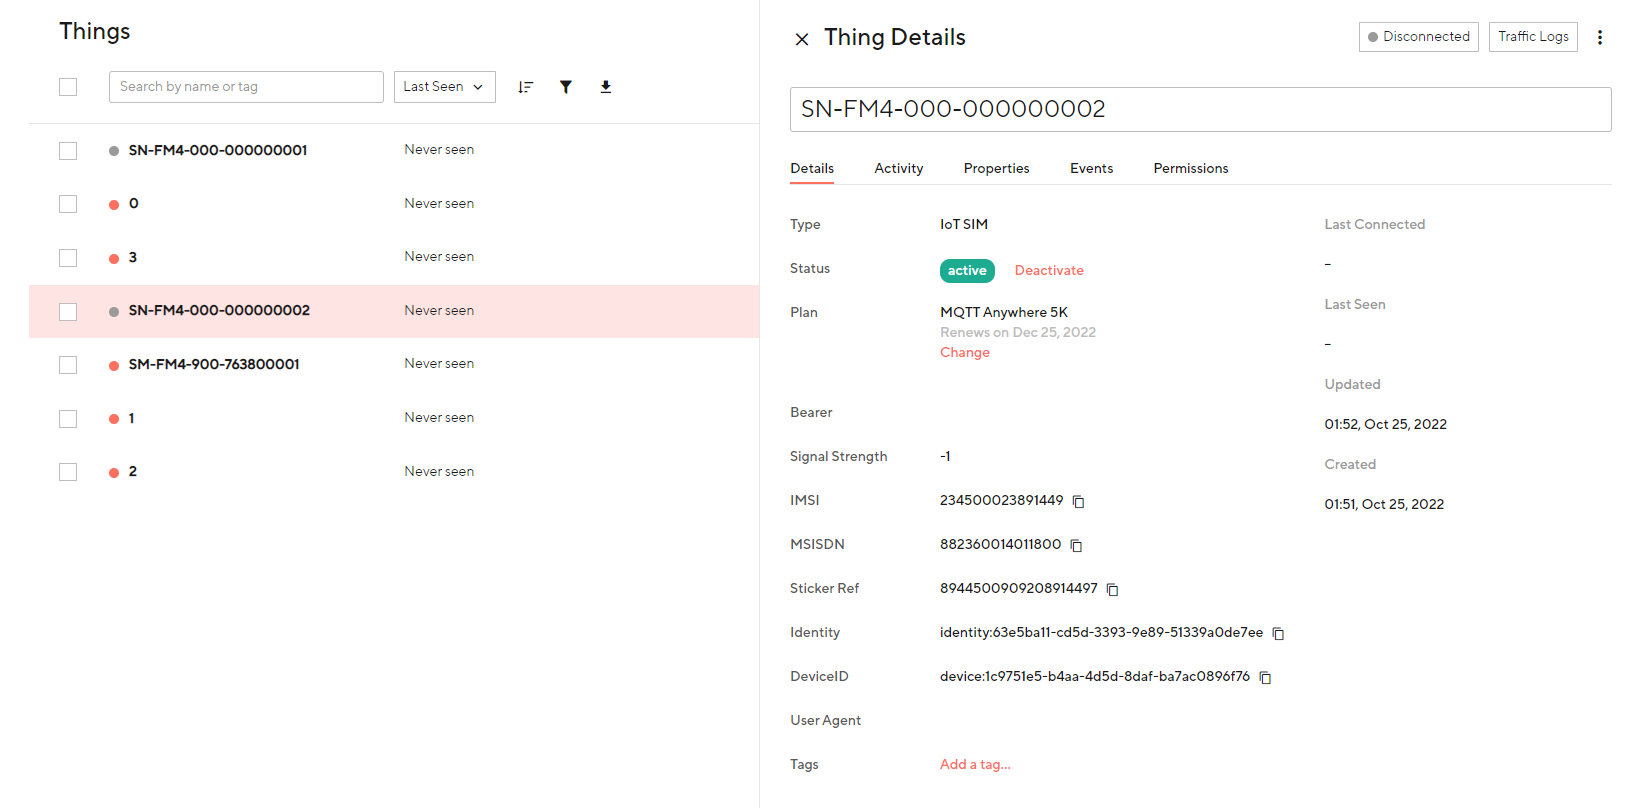 Things
Search by name or tag
Last Seen
SN-FM4-000-000000001 Never seen
0 Never seen
3 Never seen
SN-FM4-000-000000002 Never seen
SM-FM4-900-763800001 Never seen
1 Never seen
2 Never seen
Thing Details
Disconnected
Traffic Logs
SN-FM4-000-000000002
Details Activity Properties Events Permissions
Type IoT SIM
Status active Deactivate
Plan MQTT Anywhere 5K
Renews on Dec 25, 2022
Change
Bearer
Signal Strength -1
IMSI 234500023891449
MSISDN 882360014011800
Sticker Ref 8944500909208914497
Identity identity:63e5ba11-cd5d-3393-9e89-51339a0de7ee
DeviceID device:1c9751e5-b4aa-4d5d-8daf-ba7ac0896f76
User Agent
Tags Add a tag...
Last Connected
–
Last Seen
–
Updated
01:52, Oct 25, 2022
Created
01:51, Oct 25, 2022